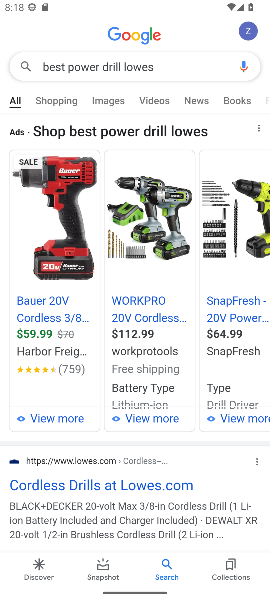 8:18
Google
Z
best power drill lowes
All Shopping Images Videos News Books
Ads · Shop best power drill lowes
SALE
Bauer 20V
Cordless 3/8...
$59.99 $70
Harbor Freig...
(759)
View more
WORKPRO
20V Cordless...
$112.99
workprotools
Free shipping
Battery Type
Lithium-ion
View more
SnapFresh -
20V Power...
$64.99
SnapFresh
Type
Drill Driver
View more
https://www.lowes.com › Cordless-...
Cordless Drills at Lowes.com
BLACK+DECKER 20-volt Max 3/8-in Cordless Drill (1 Li-
ion Battery Included and Charger Included) · DEWALT XR
20-volt 1/2-in Brushless Cordless Drill (2 Li-ion ...
Discover Snapshot Search Collections